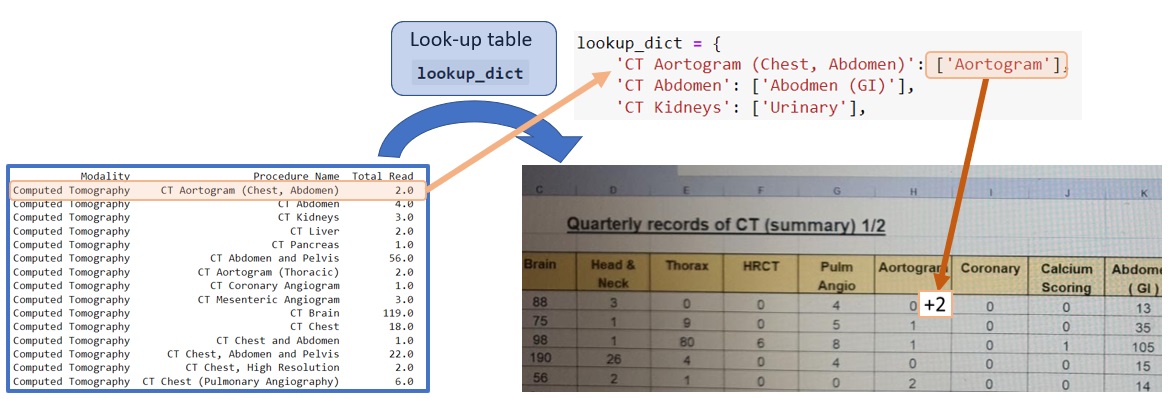 Look-up table
lookup_dict
lookup_dict = {
'CT Aortogram (Chest, Abdomen)': ['Aortogram'],
'CT Abdomen': ['Abodmen (GI)'],
'CT Kidneys': ['Urinary'],
Modality Procedure Name Total Read
Computed Tomography CT Aortogram (Chest, Abdomen) 2.0
Computed Tomography CT Abdomen 4.0
Computed Tomography CT Kidneys 3.0
Computed Tomography CT Liver 2.0
Computed Tomography CT Pancreas 1.0
Computed Tomography CT Abdomen and Pelvis 56.0
Computed Tomography CT Aortogram (Thoracic) 2.0
Computed Tomography CT Coronary Angiogram 1.0
Computed Tomography CT Mesenteric Angiogram 3.0
Computed Tomography CT Brain 119.0
Computed Tomography CT Chest 18.0
Computed Tomography CT Chest and Abdomen 1.0
Computed Tomography CT Chest, Abdomen and Pelvis 22.0
Computed Tomography CT Chest, High Resolution 2.0
Computed Tomography CT Chest (Pulmonary Angiography) 6.0
C D E F G H I J K
Quarterly records of CT (summary) 1/2
Brain Head & Thorax HRCT Pulm Aortogram Coronary Calcium Abdome
Neck Angio Scoring ( GI )
88 3 0 0 4 0 +2 0 0 13
75 1 9 0 5 1 0 0 35
98 1 80 6 8 1 0 1 105
190 26 4 0 4 0 0 0 15
56 2 1 0 0 2 0 0 14